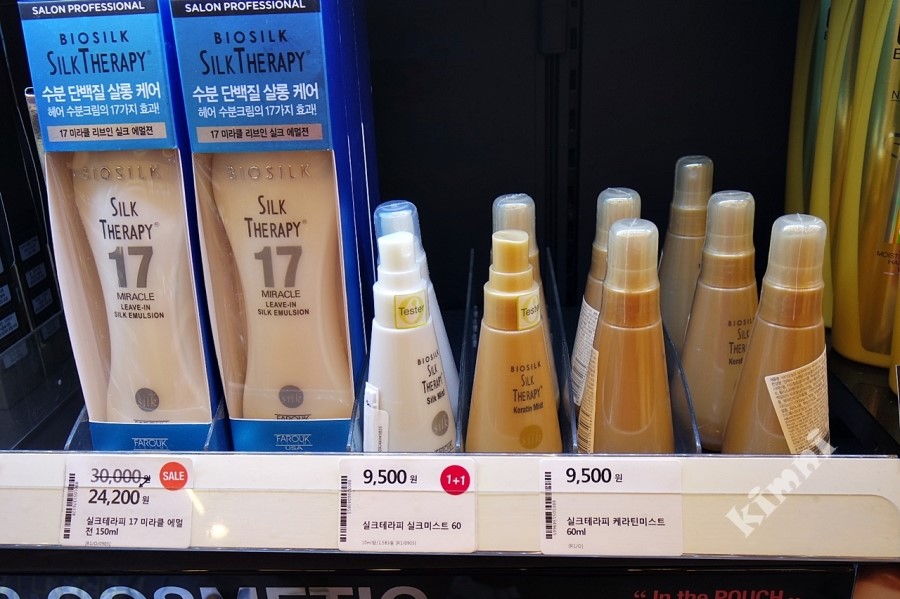 SALON PROFESSIONAL
BIOSILK
SILK THERAPY®
수분 단백질 살롱 케어
헤어 수분크림의 17가지 효과!
17 미라클 리브인 실크 에멀전
BIOSILK
SILK
THERAPY
17
MIRACLE
LEAVE-IN
SILK EMULSION
FAROUK
SALON PROFESSIONAL
BIOSILK
SILK THERAPY®
수분 단백질 살롱 케어
헤어 수분크림의 17가지 효과!
17 미라클 리브인 실크 에멀전
BIOSILK
SILK
THERAPY
17
MIRACLE
LEAVE-IN
SILK EMULSION
FAROUK
USA
Tester
BIOSILK
SILK
THERAPY
Silk Mist
Tester
BIOSILK
SILK
THERAPY
Keratin Mist
BIOSILK
30,000원
SALE
24,200원
실크테라피 17 미라클 에멀
전 150ml
9,500원
1+1
실크테라피 실크미스트 60
9,500원
실크테라피 케라틴미스트
60ml
kimhi
COSMETIC
“In the POUCH